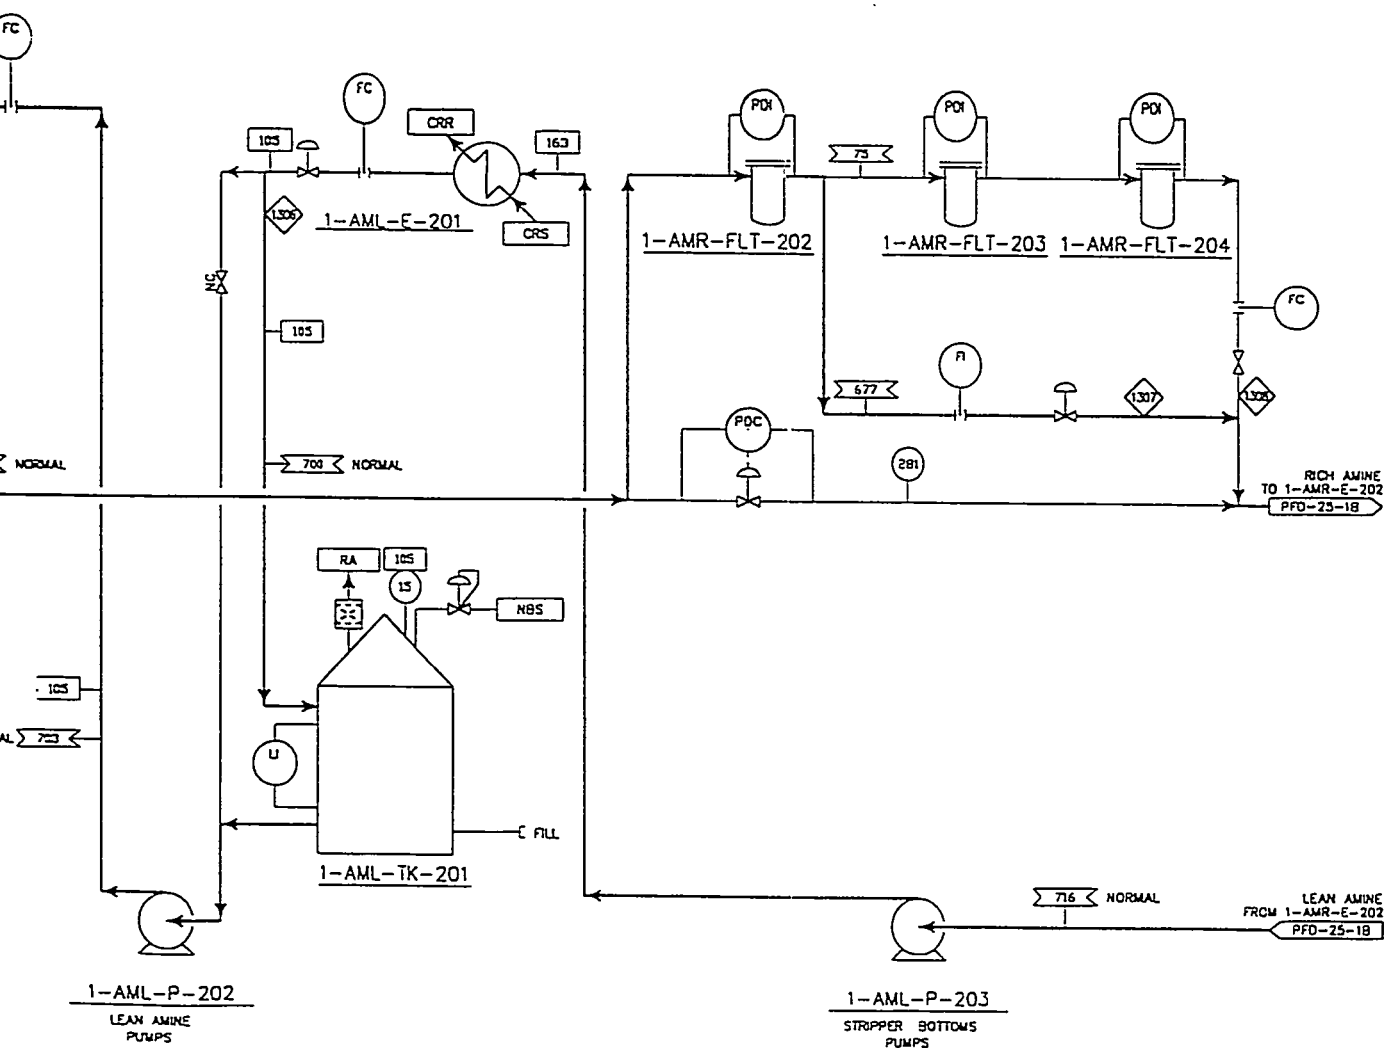 FC
FC
PDI
PDI
PDI
CRR
105
163
75
1306
1-AML-E-201
CRS
1-AMR-FLT-202
1-AMR-FLT-203
1-AMR-FLT-204
NC
FC
105
FI
677
1307
PDC
NORMAL
700 NORMAL
281
RICH AMINE
TO 1-AMR-E-202
PFD-25-18
RA
105
15
NBS
105
703
LI
FILL
1-AML-TK-201
716 NORMAL
LEAN AMINE
FROM 1-AMR-E-202
PFD-25-18
1-AML-P-202
LEAN AMINE
PUMPS
1-AML-P-203
STRIPPER BOTTOMS
PUMPS